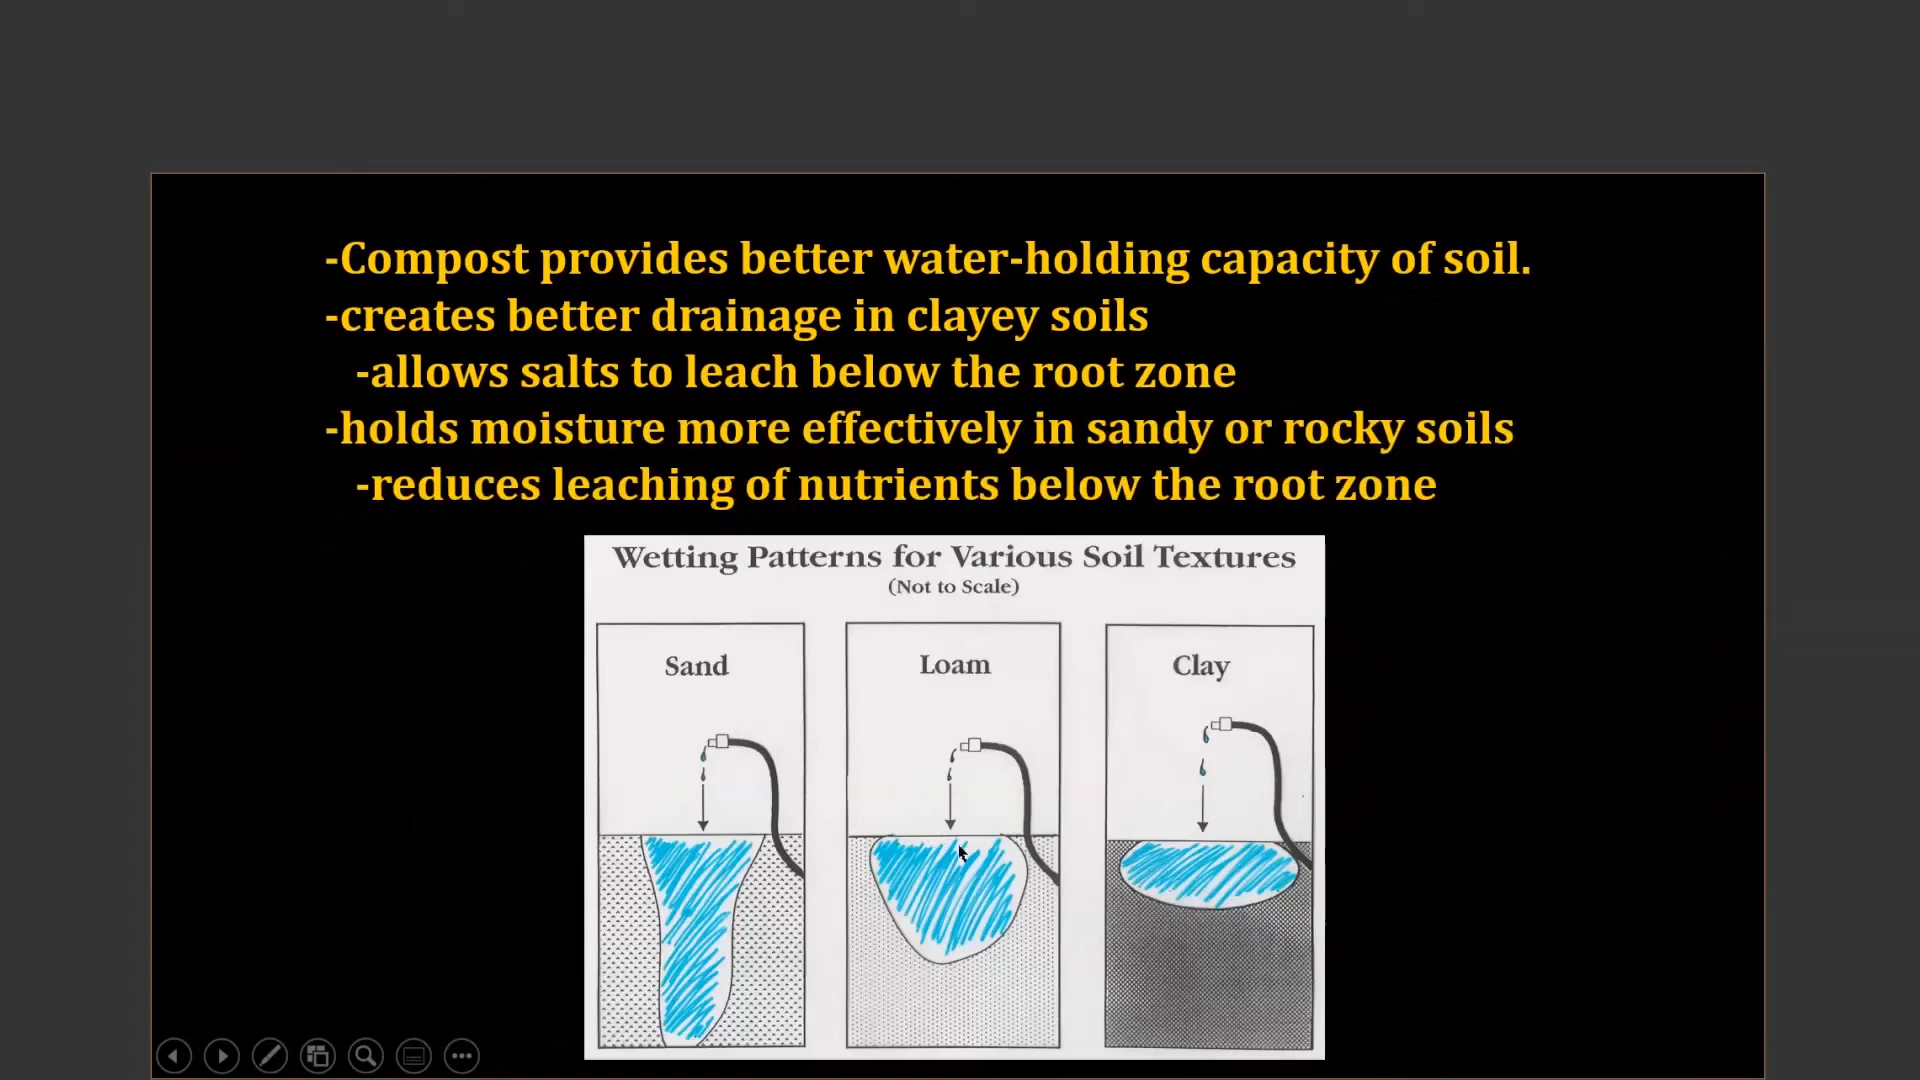 -Compost provides better water-holding capacity of soil.
-creates better drainage in clayey soils
-allows salts to leach below the root zone
-holds moisture more effectively in sandy or rocky soils
-reduces leaching of nutrients below the root zone
Wetting Patterns for Various Soil Textures
(Not to Scale)
Sand
Loam
Clay